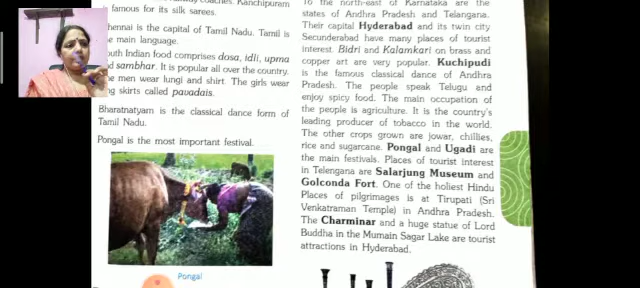 coaches. Kanchipuram
famous for its silk sarees.
hennai is the capital of Tamil Nadu. Tamil is
main language.
outh Indian food comprises dosa, idli, upma
nd sambhar. It is popular all over the country.
men wear lungi and shirt. The girls wear
ng skirts called pavadais.
Bharatnatyam is the classical dance form of
Tamil Nadu.
Pongal is the most important festival.
Pongal
To the north-east of Karnataka are the
states of Andhra Pradesh and Telangana.
Their capital Hyderabad and its twin city
Secunderabad have many places of tourist
interest. Bidri and Kalamkari on brass and
copper art are very popular. Kuchipudi
is the famous classical dance of Andhra
Pradesh. The people speak Telugu and
enjoy spicy food. The main occupation of
the people is agriculture. It is the country's
leading producer of tobacco in the world.
The other crops grown are jowar, chillies,
rice and sugarcane. Pongal and Ugadi are
the main festivals. Places of tourist interest
in Telengana are Salarjung Museum and
Golconda Fort. One of the holiest Hindu
Places of pilgrimages is at Tirupati (Sri
Venkatraman Temple) in Andhra Pradesh.
The Charminar and a huge statue of Lord
Buddha in the Mumain Sagar Lake are tourist
attractions in Hyderabad.